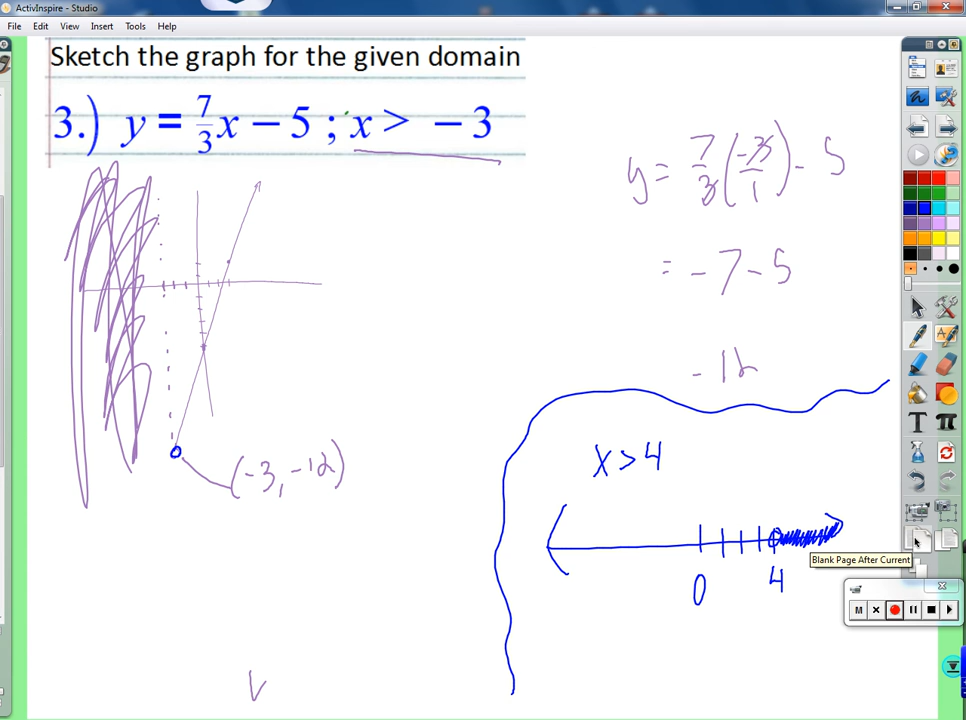 ActivInspire - Studio
File Edit View Insert Tools Help
Sketch the graph for the given domain
3.) y = 7/3 x − 5 ; x > − 3
y = 7/3 (-3/1) - 5
= -7 - 5
-12
(-3, -12)
x > 4
0 4
Blank Page After Current
M
T π